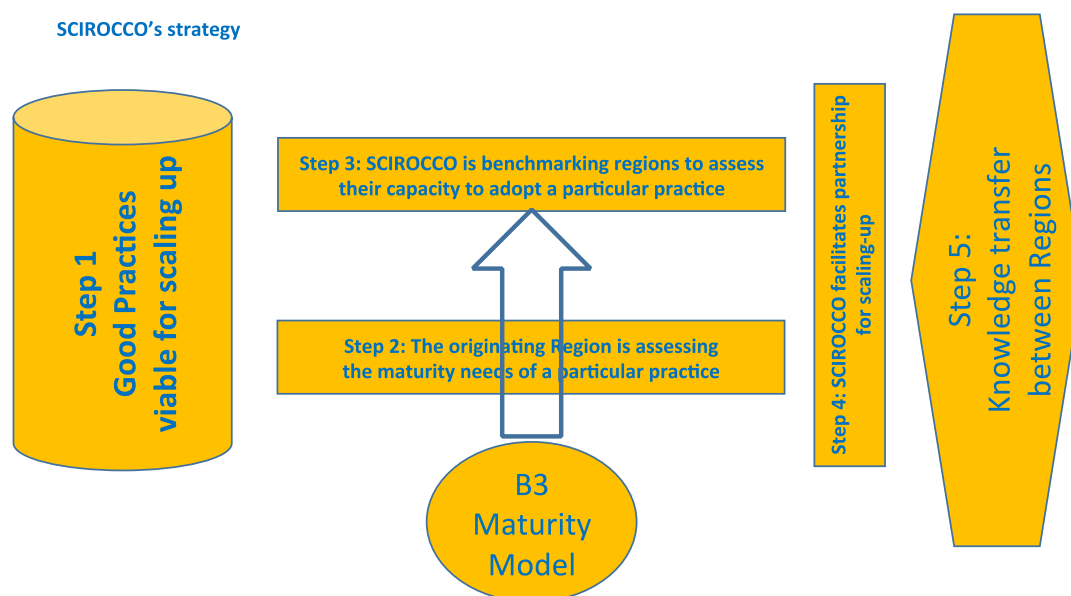 SCIROCCO’s strategy
Step 1
Good Practices
viable for scaling up
Step 3: SCIROCCO is benchmarking regions to assess
their capacity to adopt a particular practice
Step 2: The originating Region is assessing
the maturity needs of a particular practice
B3
Maturity
Model
Step 4: SCIROCCO facilitates partnership
for scaling-up
Step 5:
Knowledge transfer
between Regions